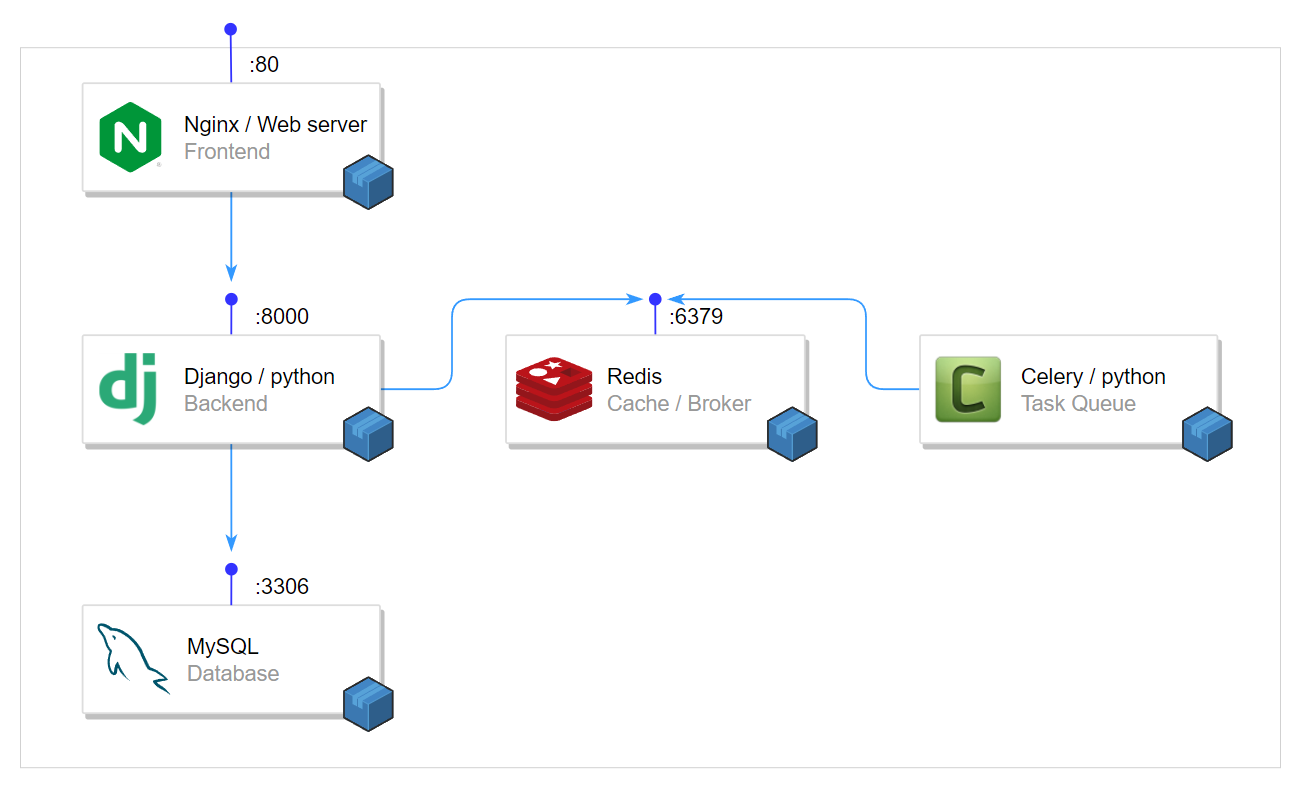 :80
Nginx / Web server
Frontend
:8000
Django / python
Backend
:6379
Redis
Cache / Broker
Celery / python
Task Queue
:3306
MySQL
Database